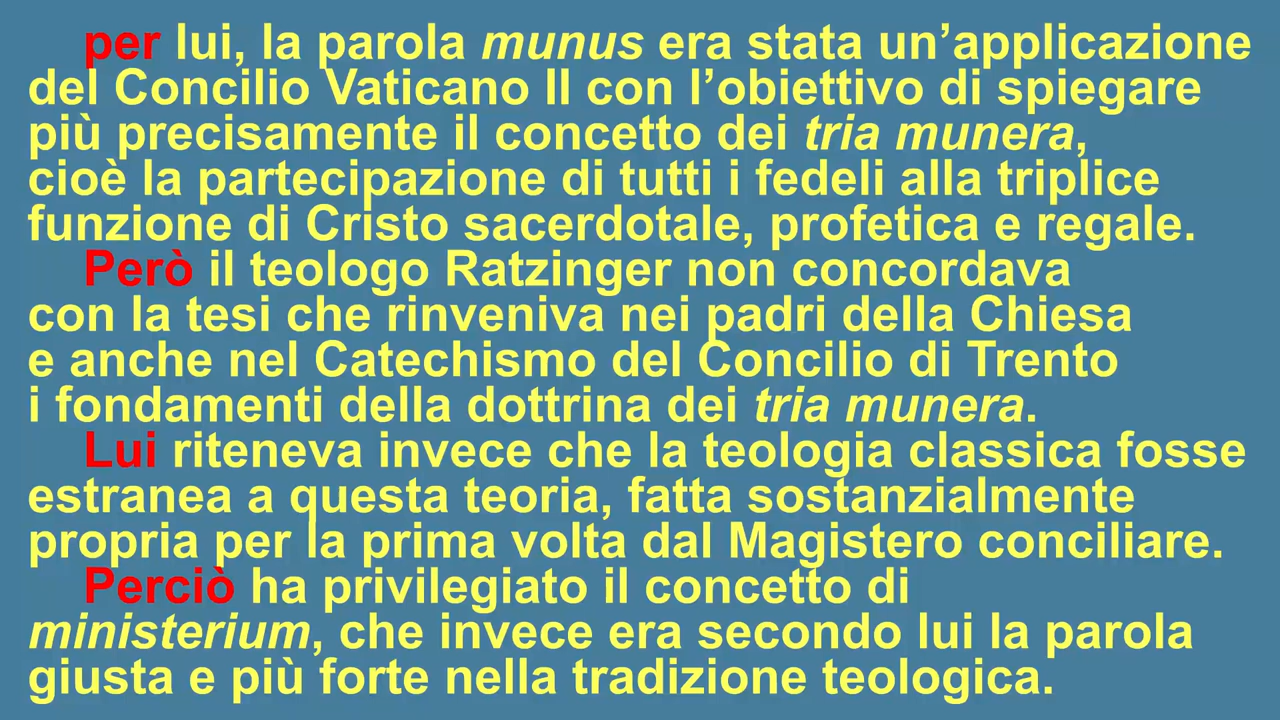 per lui, la parola munus era stata un’applicazione
del Concilio Vaticano II con l’obiettivo di spiegare
più precisamente il concetto dei tria munera,
cioè la partecipazione di tutti i fedeli alla triplice
funzione di Cristo sacerdotale, profetica e regale.
Però il teologo Ratzinger non concordava
con la tesi che rinveniva nei padri della Chiesa
e anche nel Catechismo del Concilio di Trento
i fondamenti della dottrina dei tria munera.
Lui riteneva invece che la teologia classica fosse
estranea a questa teoria, fatta sostanzialmente
propria per la prima volta dal Magistero conciliare.
Perciò ha privilegiato il concetto di
ministerium, che invece era secondo lui la parola
giusta e più forte nella tradizione teologica.